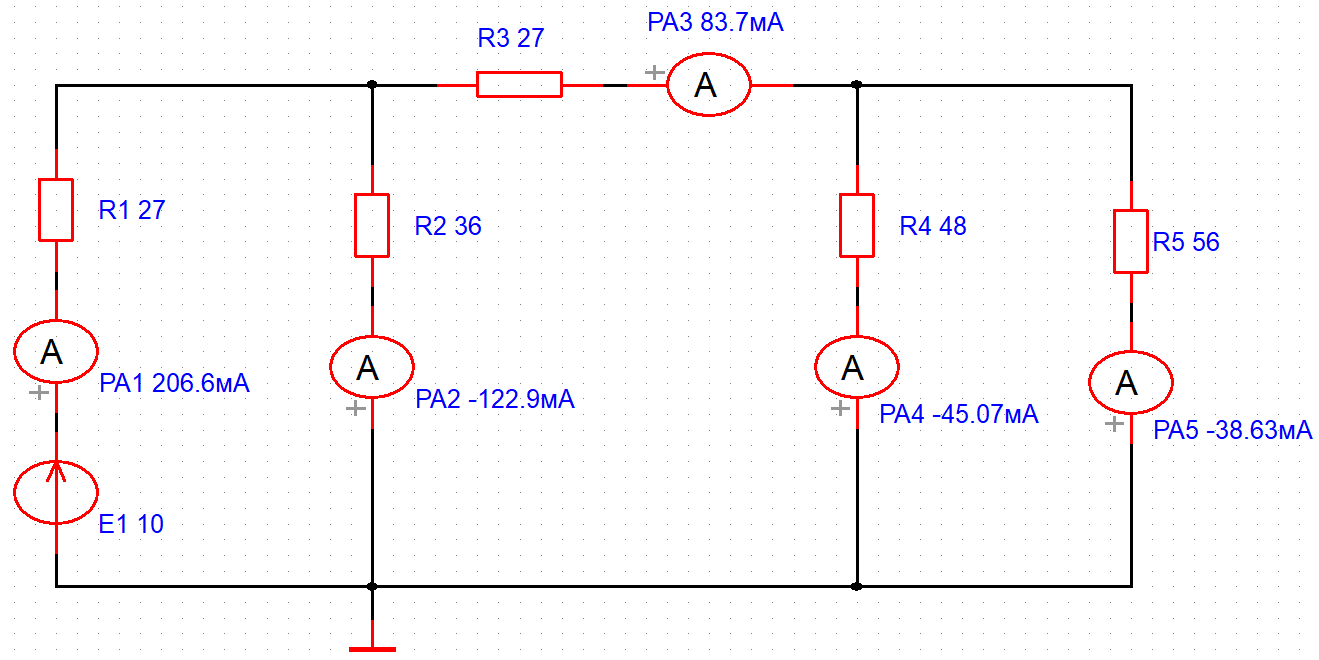 PA3 83.7мА
R3 27
+
A
R1 27
R2 36
R4 48
R5 56
A
PA1 206.6мА
+
A
PA2 -122.9мА
+
A
PA4 -45.07мА
+
A
PA5 -38.63мА
+
E1 10